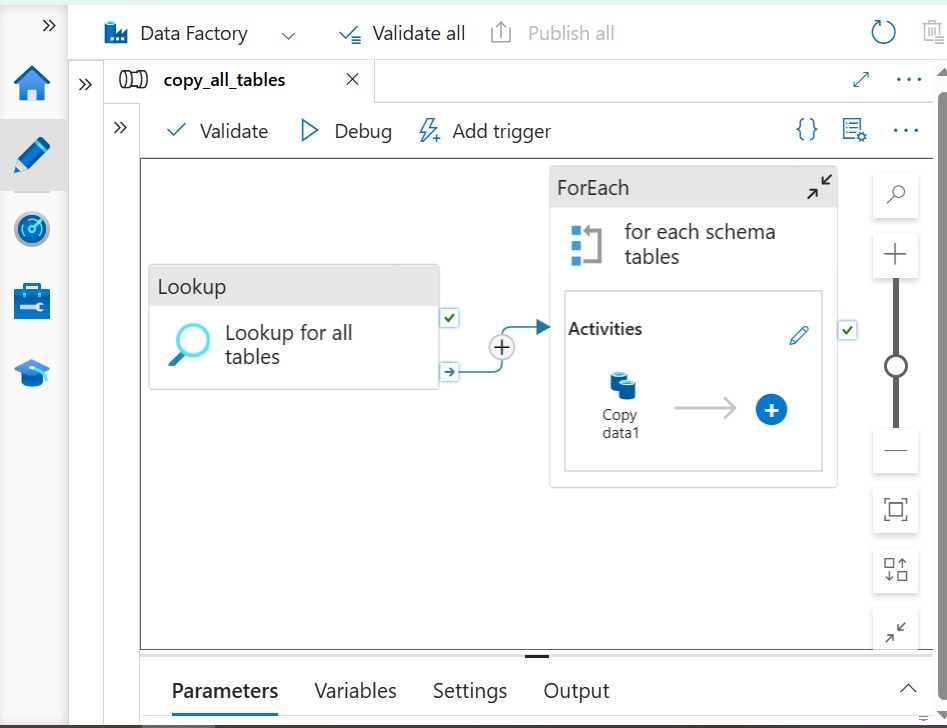 Data Factory
Validate all
Publish all
copy_all_tables
Validate
Debug
Add trigger
ForEach
for each schema
tables
Lookup
Lookup for all
tables
Activities
Copy
data1
Parameters
Variables
Settings
Output